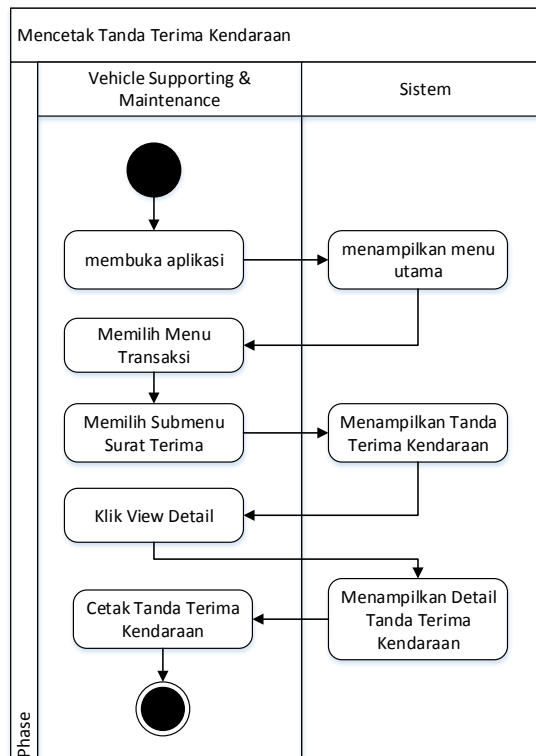 Mencetak Tanda Terima Kendaraan
Vehicle Supporting &
Maintenance
Sistem
membuka aplikasi
menampilkan menu
utama
Memilih Menu
Transaksi
Memilih Submenu
Surat Terima
Menampilkan Tanda
Terima Kendaraan
Klik View Detail
Menampilkan Detail
Tanda Terima
Kendaraan
Cetak Tanda Terima
Kendaraan
Phase